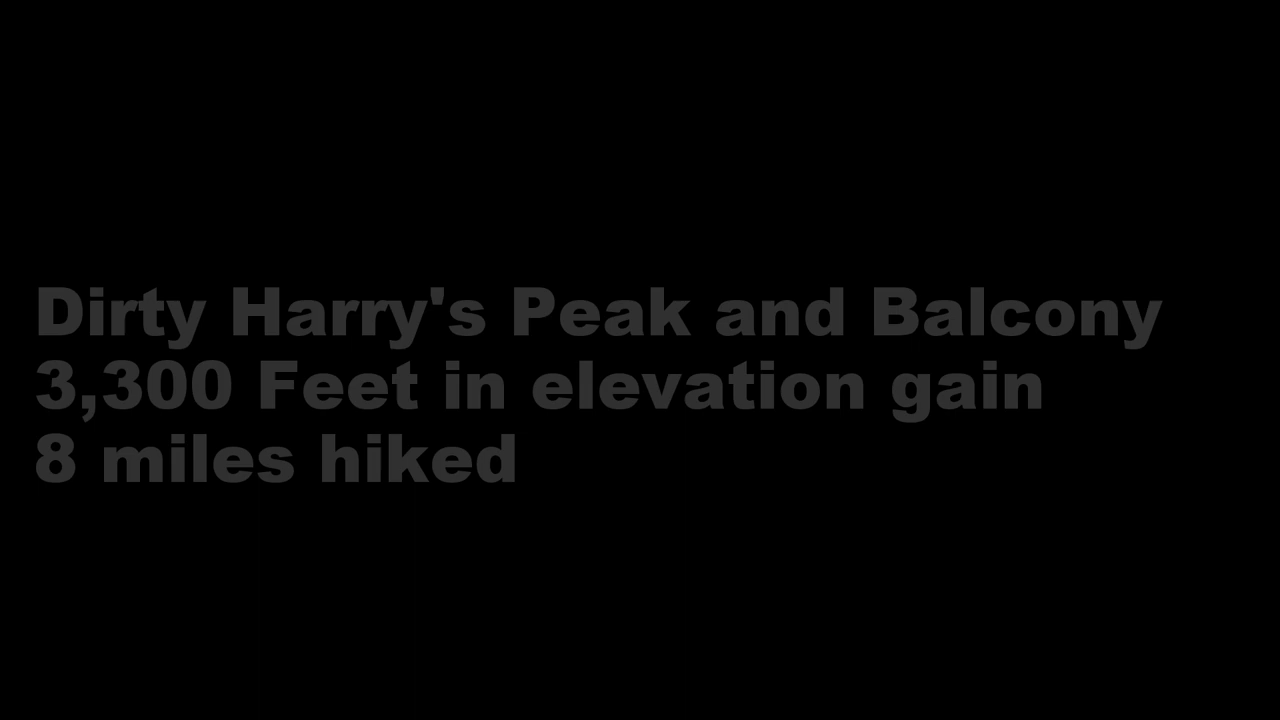 Dirty Harry's Peak and Balcony
3,300 Feet in elevation gain
8 miles hiked